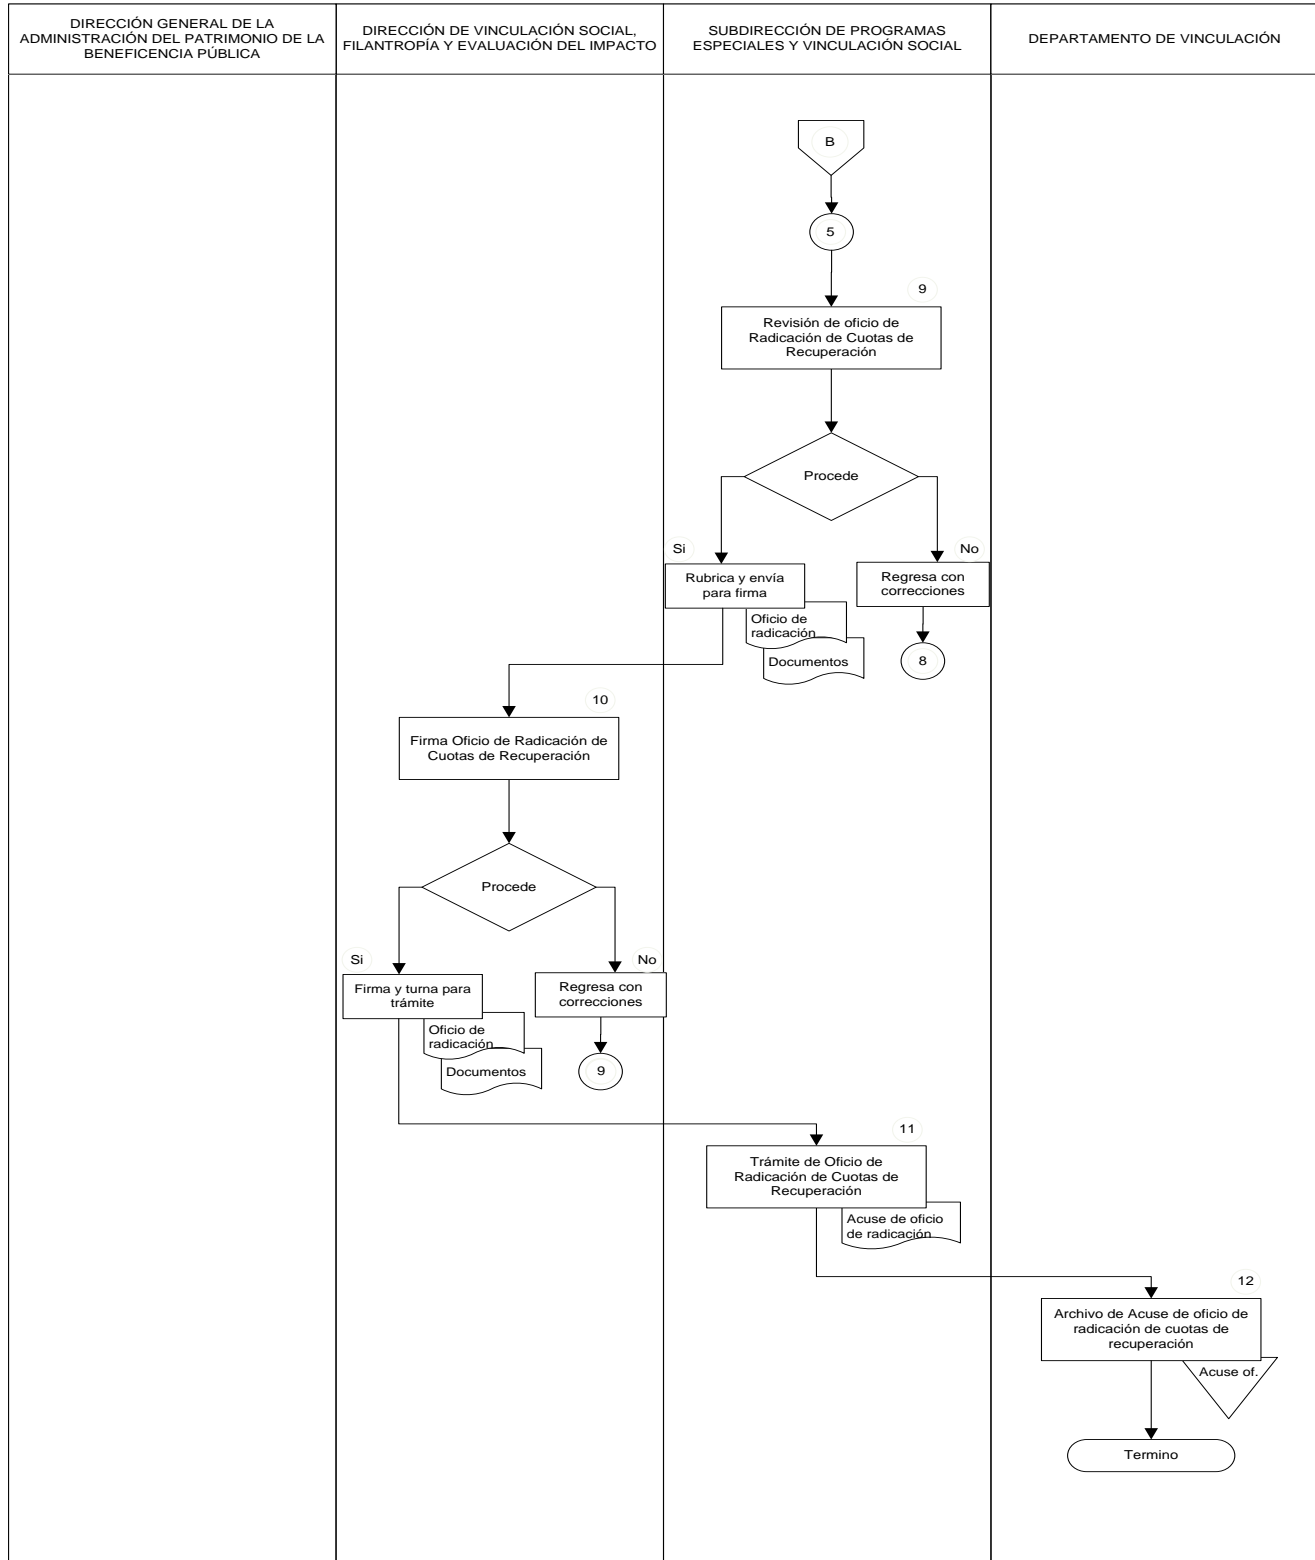 DIRECCIÓN GENERAL DE LA
ADMINISTRACIÓN DEL PATRIMONIO DE LA
BENEFICENCIA PÚBLICA
DIRECCIÓN DE VINCULACIÓN SOCIAL,
FILANTROPÍA Y EVALUACIÓN DEL IMPACTO
SUBDIRECCIÓN DE PROGRAMAS
ESPECIALES Y VINCULACIÓN SOCIAL
DEPARTAMENTO DE VINCULACIÓN
B
5
9
Revisión de oficio de
Radicación de Cuotas de
Recuperación
Procede
Si
No
Rubrica y envía
para firma
Regresa con
correcciones
Oficio de
radicación
Documentos
8
10
Firma Oficio de Radicación de
Cuotas de Recuperación
Procede
Si
No
Firma y turna para
trámite
Regresa con
correcciones
Oficio de
radicación
Documentos
9
11
Trámite de Oficio de
Radicación de Cuotas de
Recuperación
Acuse de oficio
de radicación
12
Archivo de Acuse de oficio de
radicación de cuotas de
recuperación
Acuse of.
Termino